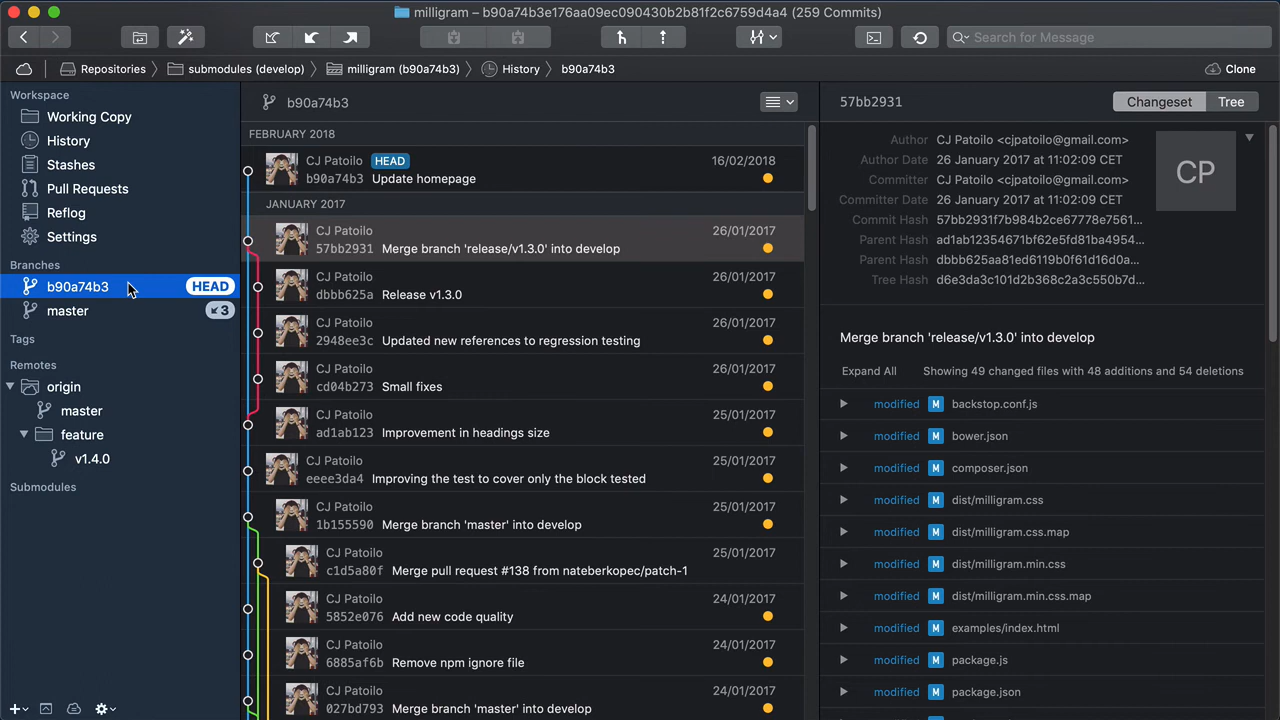 milligram – b90a74b3e176aa09ec090430b2b81f2c6f59d4a4 (259 Commits)
Search for Message
Repositories
submodules (develop)
milligram (b90a74b3)
History
b90a74b3
Clone
Workspace
Working Copy
History
Stashes
Pull Requests
Reflog
Settings
Branches
b90a74b3 HEAD
master 3
Tags
Remotes
origin
master
feature
v1.4.0
Submodules
b90a74b3
FEBRUARY 2018
CJ Patoilo HEAD 16/02/2018
b90a74b3 Update homepage
JANUARY 2017
CJ Patoilo 26/01/2017
57bb2931 Merge branch 'release/v1.3.0' into develop
CJ Patoilo 26/01/2017
dbbb625a Release v1.3.0
CJ Patoilo 26/01/2017
2948ee3c Updated new references to regression testing
CJ Patoilo 26/01/2017
cd04b273 Small fixes
CJ Patoilo 25/01/2017
ad1ab123 Improvement in headings size
CJ Patoilo 25/01/2017
eeee3da4 Improving the test to cover only the block tested
CJ Patoilo 25/01/2017
1b155590 Merge branch 'master' into develop
CJ Patoilo 25/01/2017
c1d5a80f Merge pull request #138 from nateberkopec/patch-1
CJ Patoilo 24/01/2017
5852e076 Add new code quality
CJ Patoilo 24/01/2017
6885af6b Remove npm ignore file
CJ Patoilo 24/01/2017
027bd793 Merge branch 'master' into develop
57bb2931
Changeset Tree
Author CJ Patoilo <cjpatoilo@gmail.com>
Author Date 26 January 2017 at 11:02:09 CET
Committer CJ Patoilo <cjpatoilo@gmail.com>
Committer Date 26 January 2017 at 11:02:09 CET
Commit Hash 57bb2931f7b984b2ce67778e7561...
Parent Hash ad1ab12354671bf62e5fd81ba4954...
Parent Hash dbbb625aa81ed6119b0f61d16d0a...
Tree Hash d6e3da3c101d2b368c2a3c550b7d...
CP
Merge branch 'release/v1.3.0' into develop
Expand All Showing 49 changed files with 48 additions and 54 deletions
modified M backstop.conf.js
modified M bower.json
modified M composer.json
modified M dist/milligram.css
modified M dist/milligram.css.map
modified M dist/milligram.min.css
modified M dist/milligram.min.css.map
modified M examples/index.html
modified M package.js
modified M package.json